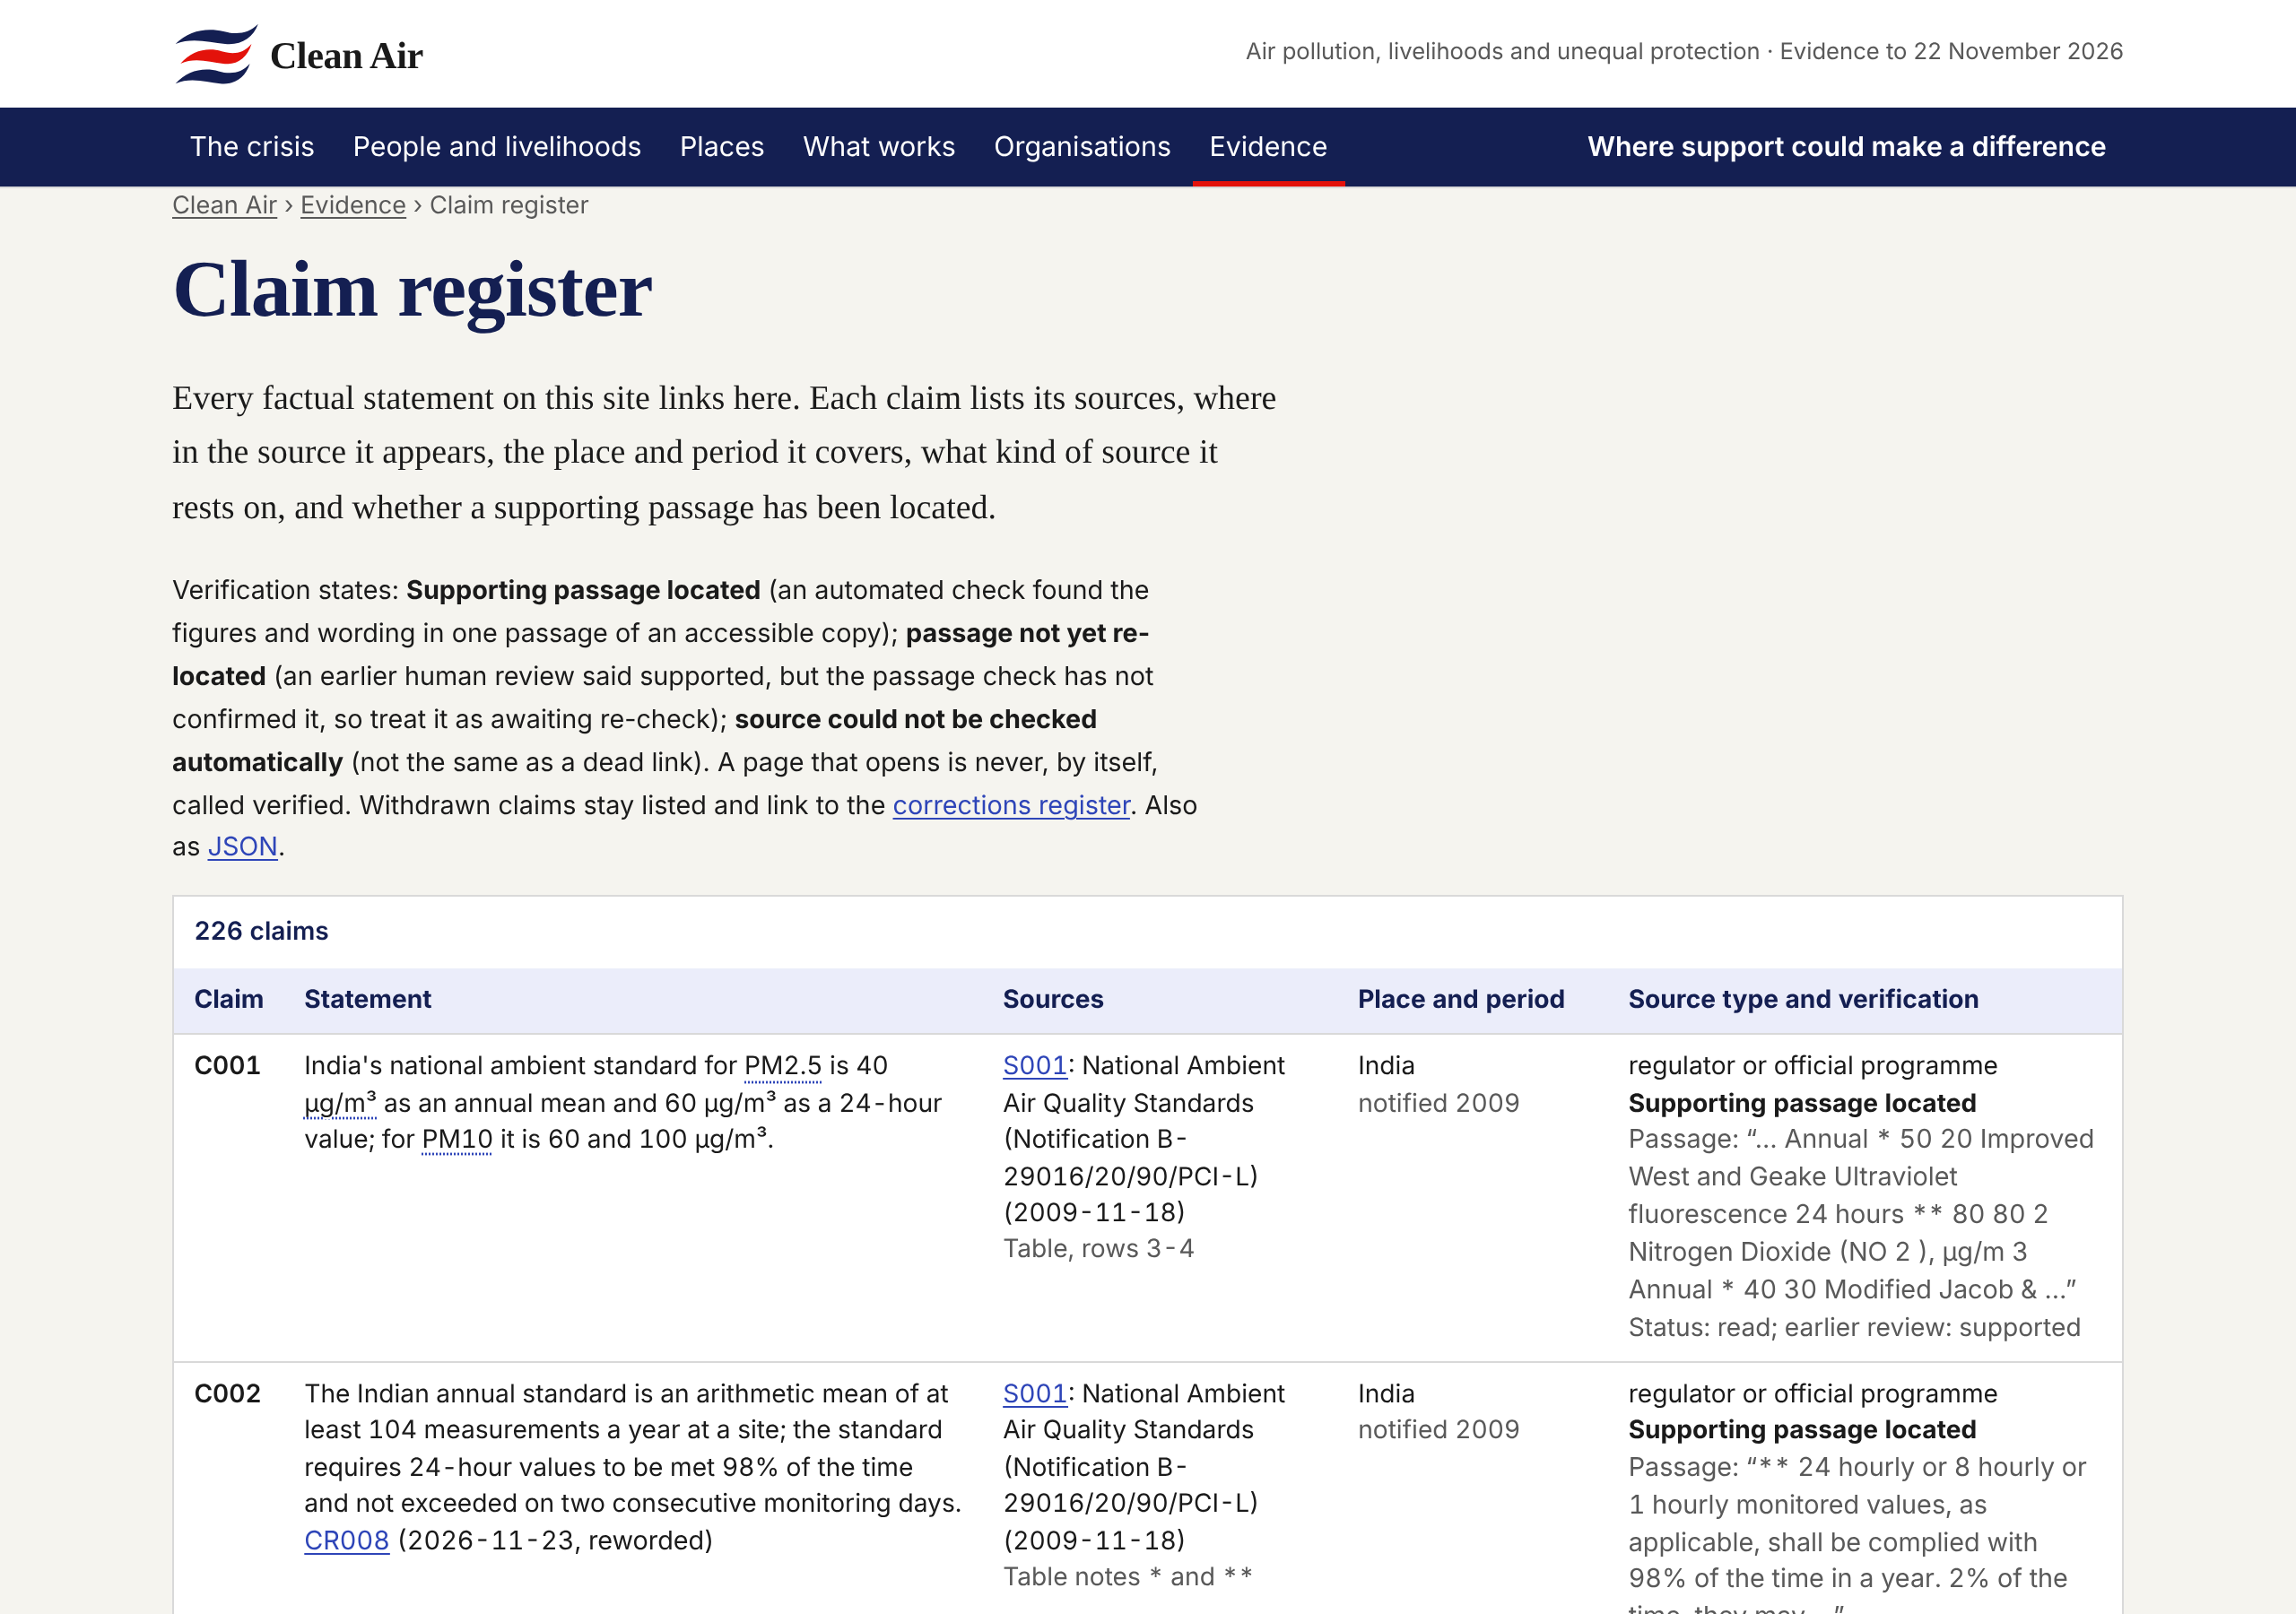 Clean Air
Air pollution, livelihoods and unequal protection · Evidence to 22 November 2026
The crisis People and livelihoods Places What works Organisations Evidence Where support could make a difference
Clean Air › Evidence › Claim register
Claim register
Every factual statement on this site links here. Each claim lists its sources, where
in the source it appears, the place and period it covers, what kind of source it
rests on, and whether a supporting passage has been located.
Verification states: Supporting passage located (an automated check found the
figures and wording in one passage of an accessible copy); passage not yet re-
located (an earlier human review said supported, but the passage check has not
confirmed it, so treat it as awaiting re-check); source could not be checked
automatically (not the same as a dead link). A page that opens is never, by itself,
called verified. Withdrawn claims stay listed and link to the corrections register. Also
as JSON.
226 claims
Claim Statement Sources Place and period Source type and verification
C001
India's national ambient standard for PM2.5 is 40
µg/m³ as an annual mean and 60 µg/m³ as a 24-hour
value; for PM10 it is 60 and 100 µg/m³.
S001: National Ambient
Air Quality Standards
(Notification B-
29016/20/90/PCI-L)
(2009-11-18)
Table, rows 3-4
India
notified 2009
regulator or official programme
Supporting passage located
Passage: “… Annual * 50 20 Improved
West and Geake Ultraviolet
fluorescence 24 hours ** 80 80 2
Nitrogen Dioxide (NO 2 ), µg/m 3
Annual * 40 30 Modified Jacob & …”
Status: read; earlier review: supported
C002
The Indian annual standard is an arithmetic mean of at
least 104 measurements a year at a site; the standard
requires 24-hour values to be met 98% of the time
and not exceeded on two consecutive monitoring days.
CR008 (2026-11-23, reworded)
S001: National Ambient
Air Quality Standards
(Notification B-
29016/20/90/PCI-L)
(2009-11-18)
Table notes * and **
India
notified 2009
regulator or official programme
Supporting passage located
Passage: “** 24 hourly or 8 hourly or
1 hourly monitored values, as
applicable, shall be complied with
98% of the time in a year. 2% of the
time, they may …”